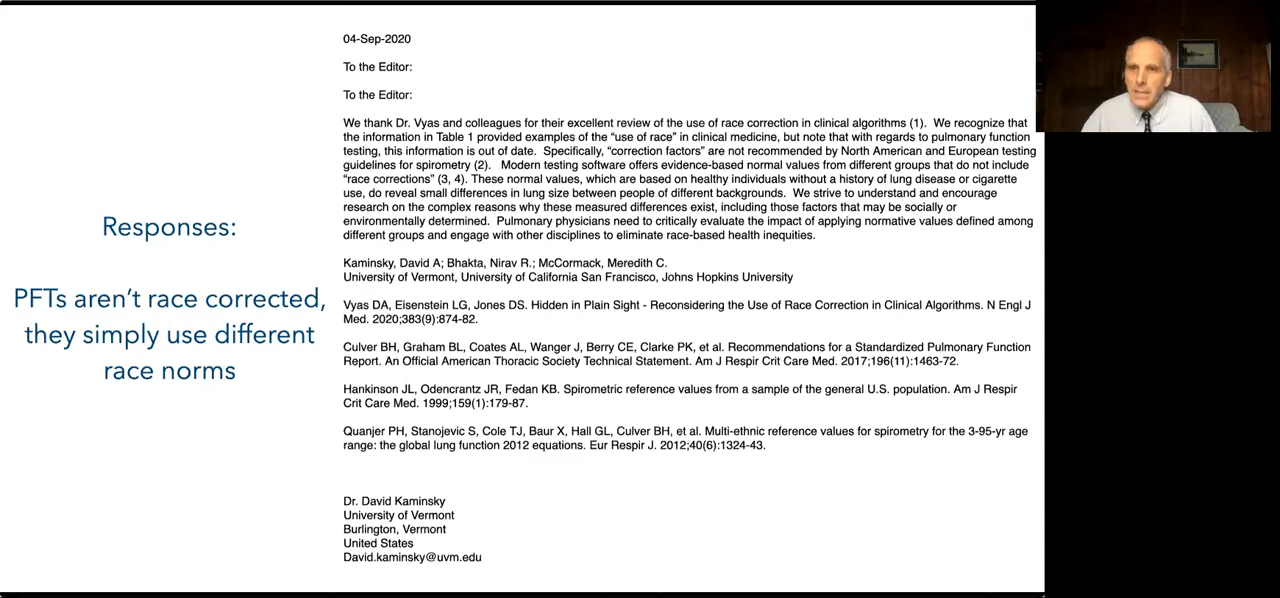 Responses:
PFTs aren't race corrected,
they simply use different
race norms
04-Sep-2020
To the Editor:
To the Editor:
We thank Dr. Vyas and colleagues for their excellent review of the use of race correction in clinical algorithms (1).  We recognize that
the information in Table 1 provided examples of the “use of race” in clinical medicine, but note that with regards to pulmonary function
testing, this information is out of date.  Specifically, “correction factors” are not recommended by North American and European testing
guidelines for spirometry (2).   Modern testing software offers evidence-based normal values from different groups that do not include
“race corrections” (3, 4). These normal values, which are based on healthy individuals without a history of lung disease or cigarette
use, do reveal small differences in lung size between people of different backgrounds.  We strive to understand and encourage
research on the complex reasons why these measured differences exist, including those factors that may be socially or
environmentally determined.  Pulmonary physicians need to critically evaluate the impact of applying normative values defined among
different groups and engage with other disciplines to eliminate race-based health inequities.
Kaminsky, David A; Bhakta, Nirav R.; McCormack, Meredith C.
University of Vermont, University of California San Francisco, Johns Hopkins University
Vyas DA, Eisenstein LG, Jones DS. Hidden in Plain Sight - Reconsidering the Use of Race Correction in Clinical Algorithms. N Engl J
Med. 2020;383(9):874-82.
Culver BH, Graham BL, Coates AL, Wanger J, Berry CE, Clarke PK, et al. Recommendations for a Standardized Pulmonary Function
Report. An Official American Thoracic Society Technical Statement. Am J Respir Crit Care Med. 2017;196(11):1463-72.
Hankinson JL, Odencrantz JR, Fedan KB. Spirometric reference values from a sample of the general U.S. population. Am J Respir
Crit Care Med. 1999;159(1):179-87.
Quanjer PH, Stanojevic S, Cole TJ, Baur X, Hall GL, Culver BH, et al. Multi-ethnic reference values for spirometry for the 3-95-yr age
range: the global lung function 2012 equations. Eur Respir J. 2012;40(6):1324-43.
Dr. David Kaminsky
University of Vermont
Burlington, Vermont
United States
David.kaminsky@uvm.edu